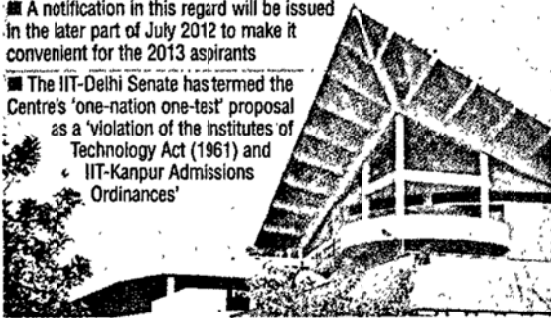 ■ A notification in this regard will be issued
in the later part of July 2012 to make it
convenient for the 2013 aspirants
■ The IIT-Delhi Senate has termed the
Centre's 'one-nation one-test' proposal
as a 'violation of the Institutes of
Technology Act (1961) and
IIT-Kanpur Admissions
Ordinances'